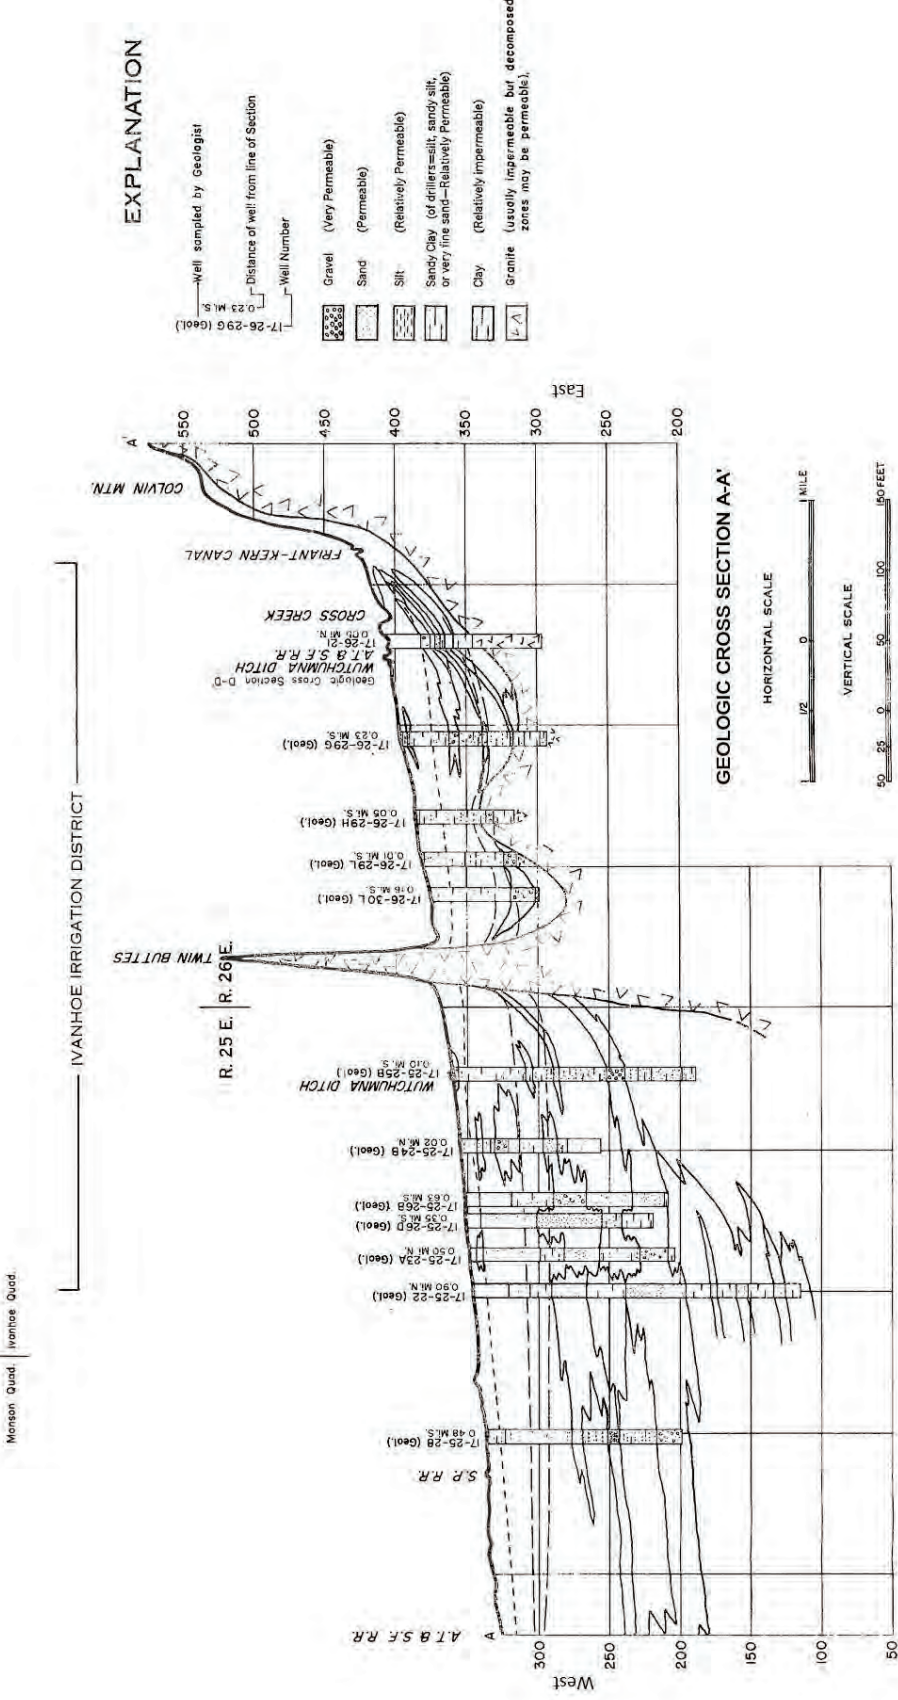 Monson Quad. | Ivanhoe Quad.
IVANHOE IRRIGATION DISTRICT
R. 25 E. R. 26 E.
TWIN BUTTES
COLVIN MTN.
FRIANT-KERN CANAL
CROSS CREEK
17-26-21
0.05 Mi. N.
A.T. & S.F. R.R.
WUTCHUMNA DITCH
Geologic Cross Section D-D'
17-26-29G (Geol.)
0.23 Mi. S.
17-26-29H (Geol.)
0.05 Mi. S.
17-26-29L (Geol.)
0.01 Mi. S.
17-26-30L (Geol.)
0.16 Mi. S.
WUTCHUMNA DITCH
17-25-25B (Geol.)
0.10 Mi. S.
17-25-24B (Geol.)
0.02 Mi. N.
17-25-26B (Geol.)
0.63 Mi. S.
17-25-26D (Geol.)
0.35 Mi. S.
17-25-23A (Geol.)
0.50 Mi. N.
17-25-22 (Geol.)
0.90 Mi. N.
17-25-28 (Geol.)
0.48 Mi. S.
S.P. R.R.
A.T. & S.F. R.R.
A
West
300
250
200
150
100
50
A'
East
550
500
450
400
350
300
250
200
EXPLANATION
17-26-29G (Geol.)
0.23 Mi. S.
Well sampled by Geologist
Distance of well from line of Section
Well Number
Gravel (Very Permeable)
Sand (Permeable)
Silt (Relatively Permeable)
Sandy Clay (of drillers=silt, sandy silt,
or very fine sand—Relatively Permeable)
Clay (Relatively impermeable)
Granite (usually impermeable but decomposed
zones may be permeable).
GEOLOGIC CROSS SECTION A-A'
HORIZONTAL SCALE
1 1/2 0 1 MILE
VERTICAL SCALE
50 25 0 50 100 150 FEET